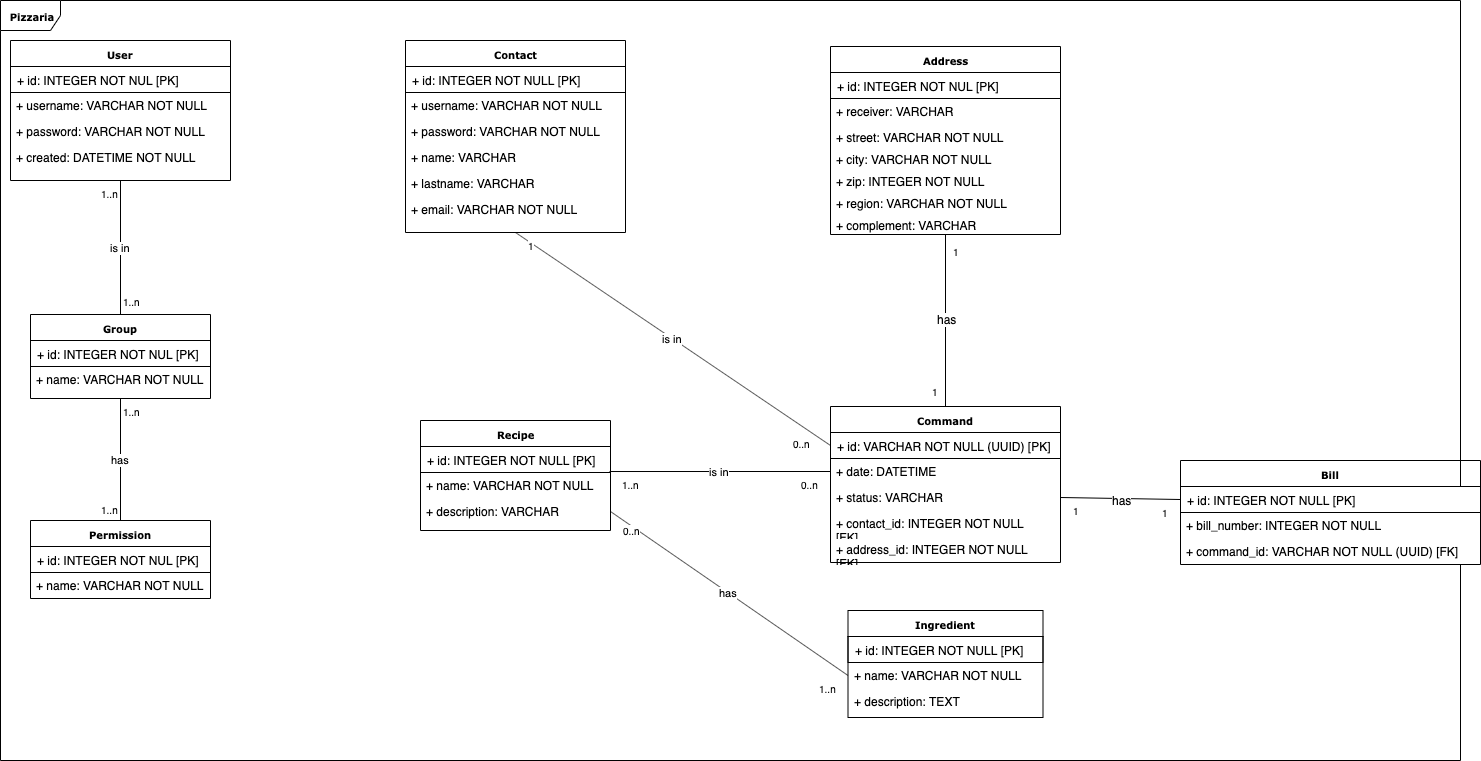 Pizzaria
User
+ id: INTEGER NOT NUL [PK]
+ username: VARCHAR NOT NULL
+ password: VARCHAR NOT NULL
+ created: DATETIME NOT NULL
1..n
is in
1..n
Group
+ id: INTEGER NOT NUL [PK]
+ name: VARCHAR NOT NULL
1..n
has
1..n
Permission
+ id: INTEGER NOT NUL [PK]
+ name: VARCHAR NOT NULL
Contact
+ id: INTEGER NOT NULL [PK]
+ username: VARCHAR NOT NULL
+ password: VARCHAR NOT NULL
+ name: VARCHAR
+ lastname: VARCHAR
+ email: VARCHAR NOT NULL
1
is in
0..n
Address
+ id: INTEGER NOT NUL [PK]
+ receiver: VARCHAR
+ street: VARCHAR NOT NULL
+ city: VARCHAR NOT NULL
+ zip: INTEGER NOT NULL
+ region: VARCHAR NOT NULL
+ complement: VARCHAR
1
has
1
Recipe
+ id: INTEGER NOT NULL [PK]
+ name: VARCHAR NOT NULL
+ description: VARCHAR
1..n
is in
0..n
0..n
has
1..n
Command
+ id: VARCHAR NOT NULL (UUID) [PK]
+ date: DATETIME
+ status: VARCHAR
+ contact_id: INTEGER NOT NULL
[FK]
+ address_id: INTEGER NOT NULL
[FK]
1
has
1
Bill
+ id: INTEGER NOT NULL [PK]
+ bill_number: INTEGER NOT NULL
+ command_id: VARCHAR NOT NULL (UUID) [FK]
Ingredient
+ id: INTEGER NOT NULL [PK]
+ name: VARCHAR NOT NULL
+ description: TEXT